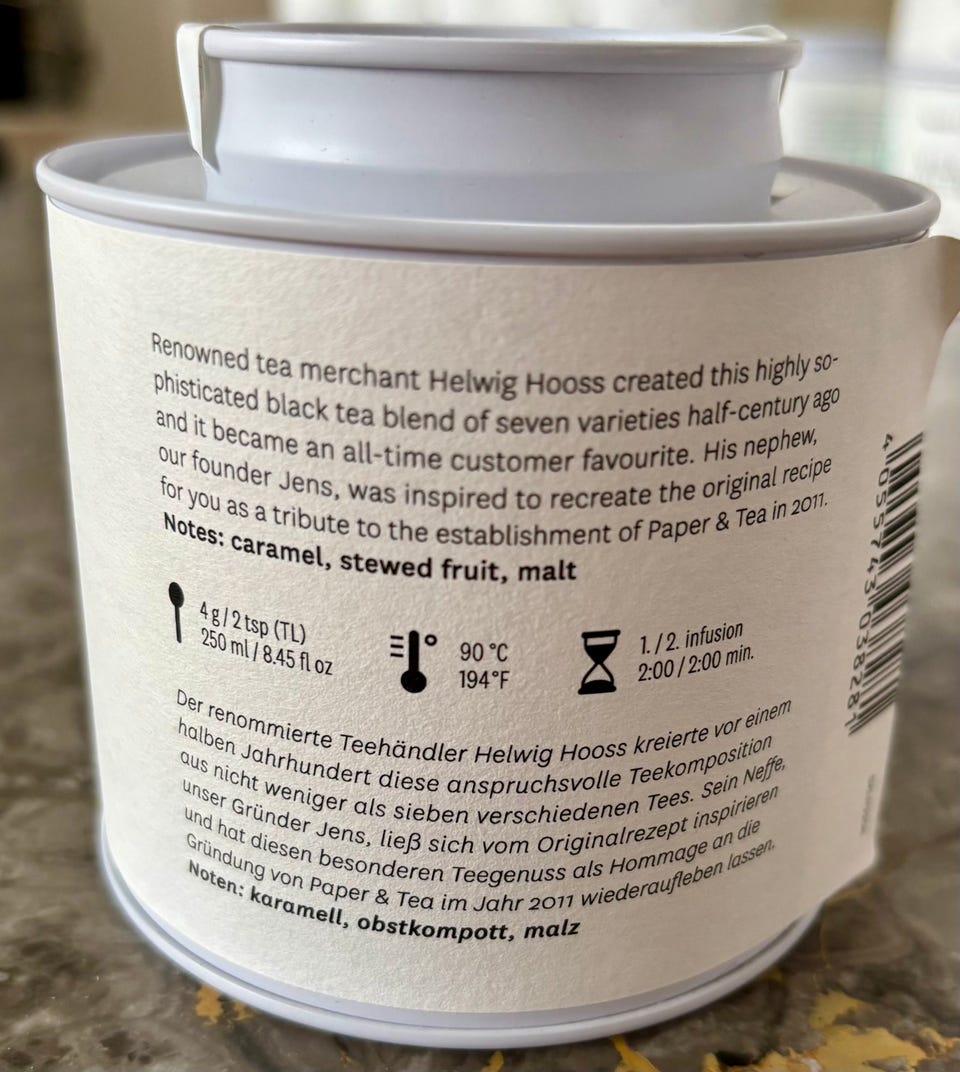 Renowned tea merchant Helwig Hooss created this highly so-
phisticated black tea blend of seven varieties half-century ago
and it became an all-time customer favourite. His nephew,
our founder Jens, was inspired to recreate the original recipe
for you as a tribute to the establishment of Paper & Tea in 2011.
Notes: caramel, stewed fruit, malt
4 g / 2 tsp (TL)
250 ml / 8.45 fl oz
90 °C
194°F
1. / 2. infusion
2:00 / 2:00 min.
Der renommierte Teehändler Helwig Hooss kreierte vor einem
halben Jahrhundert diese anspruchsvolle Teekomposition
aus nicht weniger als sieben verschiedenen Tees. Sein Neffe,
unser Gründer Jens, ließ sich vom Originalrezept inspirieren
und hat diesen besonderen Teegenuss als Hommage an die
Gründung von Paper & Tea im Jahr 2011 wiederaufleben lassen.
Noten: karamell, obstkompott, malz
4 055743 038281